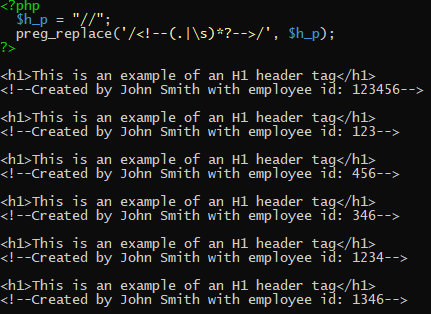 <?php
$h_p = "//";
preg_replace('/<!--(.|\s)*?-->/', $h_p);
?>
<h1>This is an example of an H1 header tag</h1>
<!--Created by John Smith with employee id: 123456-->
<h1>This is an example of an H1 header tag</h1>
<!--Created by John Smith with employee id: 123-->
<h1>This is an example of an H1 header tag</h1>
<!--Created by John Smith with employee id: 456-->
<h1>This is an example of an H1 header tag</h1>
<!--Created by John Smith with employee id: 346-->
<h1>This is an example of an H1 header tag</h1>
<!--Created by John Smith with employee id: 1234-->
<h1>This is an example of an H1 header tag</h1>
<!--Created by John Smith with employee id: 1346-->